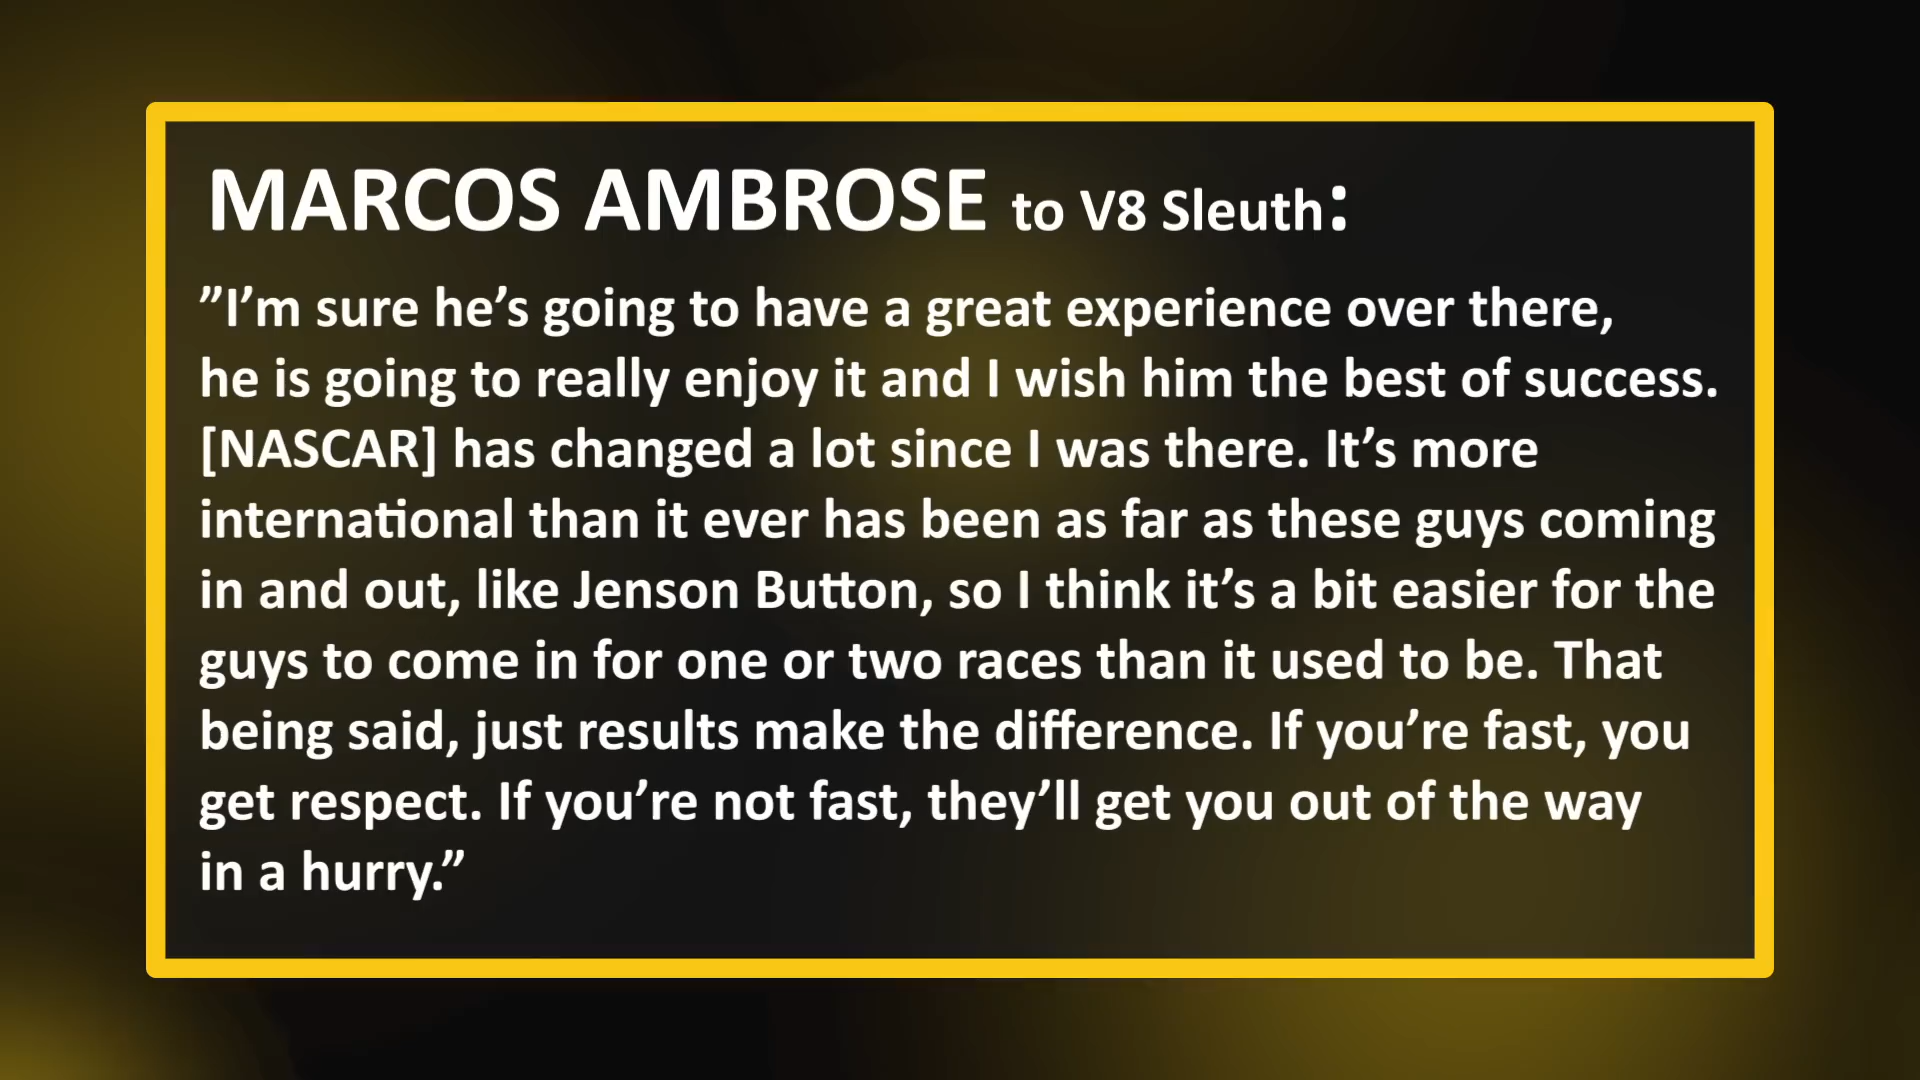 MARCOS AMBROSE to V8 Sleuth:
”I’m sure he’s going to have a great experience over there,
he is going to really enjoy it and I wish him the best of success.
[NASCAR] has changed a lot since I was there. It’s more
international than it ever has been as far as these guys coming
in and out, like Jenson Button, so I think it’s a bit easier for the
guys to come in for one or two races than it used to be. That
being said, just results make the difference. If you’re fast, you
get respect. If you’re not fast, they’ll get you out of the way
in a hurry.”